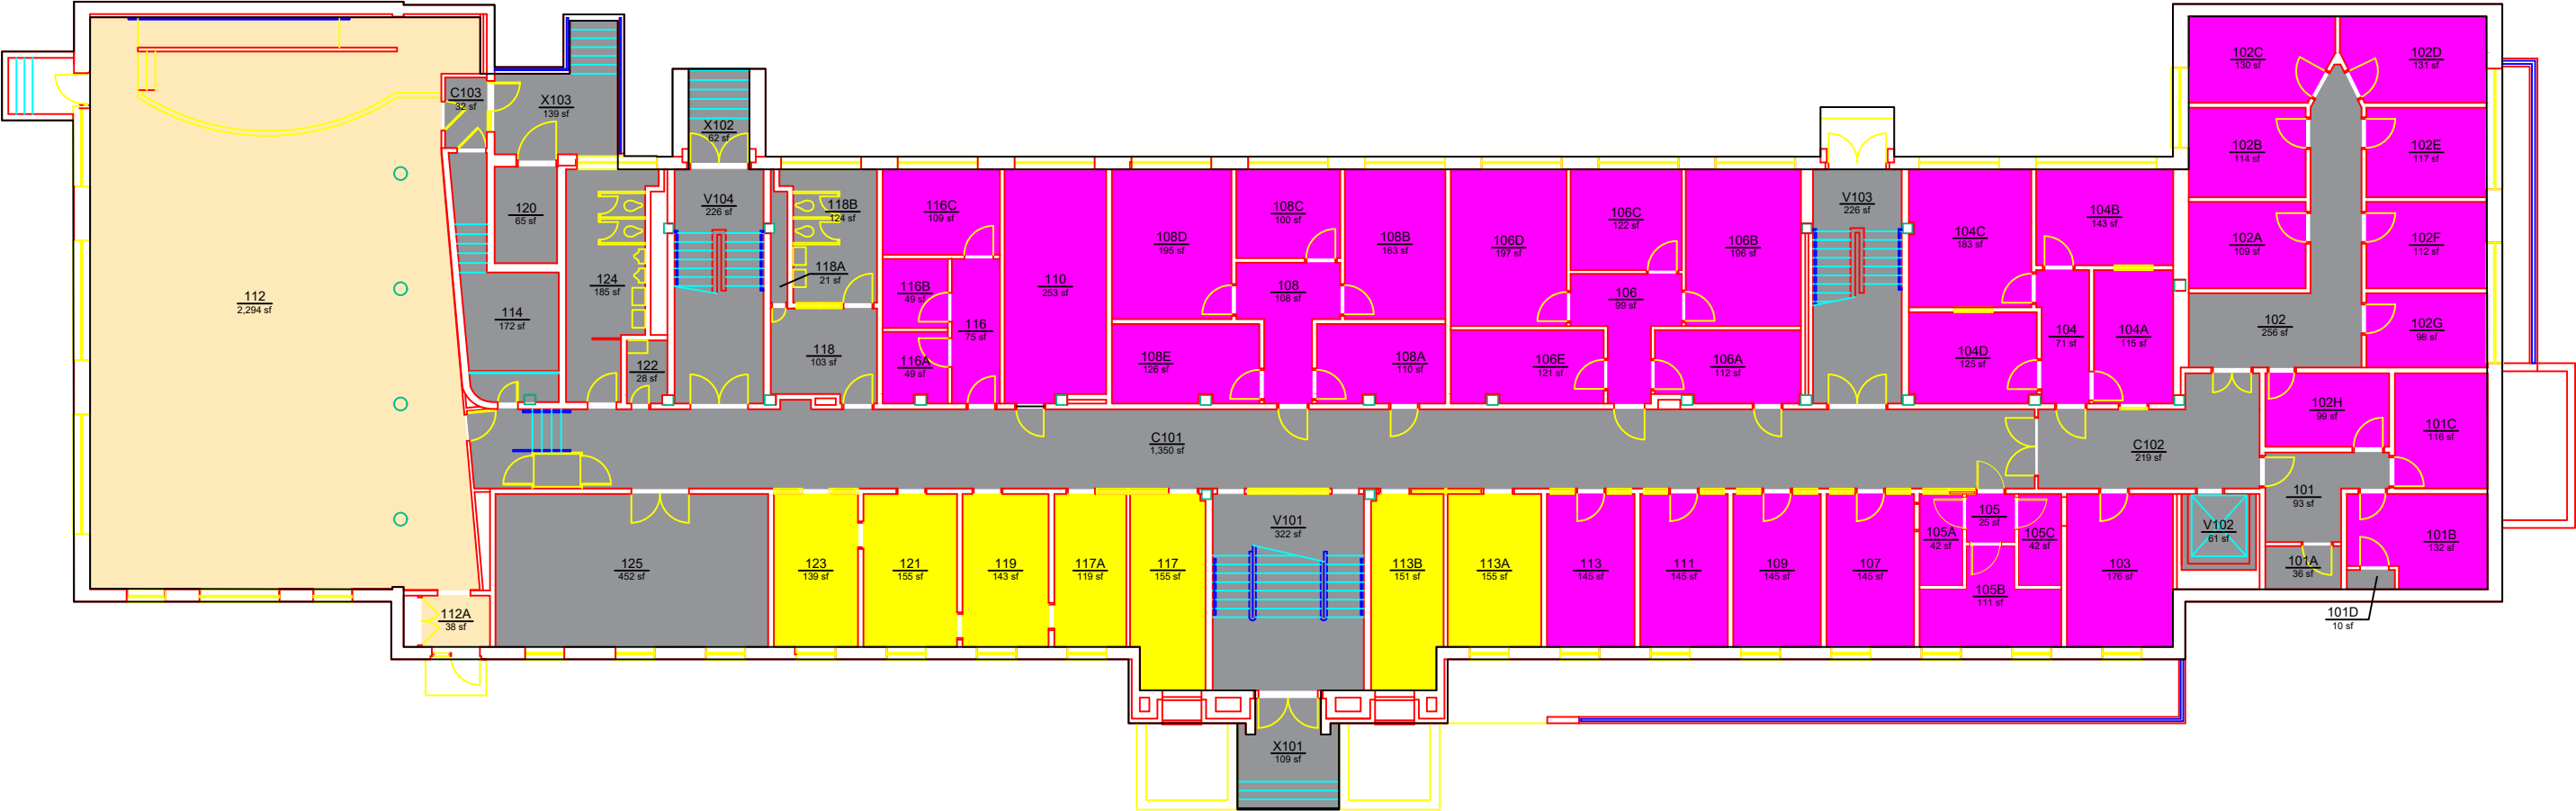 102C
130 sf
102D
131 sf
C103
32 sf
X103
139 sf
X102
62 sf
102B
114 sf
102E
117 sf
V104
226 sf
118B
124 sf
116C
109 sf
108C
100 sf
106C
122 sf
V103
226 sf
104B
143 sf
120
65 sf
108D
195 sf
108B
163 sf
106D
197 sf
106B
196 sf
104C
183 sf
102A
109 sf
102F
112 sf
118A
21 sf
124
185 sf
116B
49 sf
108
108 sf
106
99 sf
112
2,294 sf
114
172 sf
116
75 sf
110
253 sf
104
71 sf
104A
115 sf
102
256 sf
102G
98 sf
118
103 sf
122
28 sf
116A
49 sf
108E
126 sf
108A
110 sf
106E
121 sf
106A
112 sf
104D
125 sf
102H
99 sf
101C
116 sf
C101
1,350 sf
C102
219 sf
101
93 sf
V101
322 sf
105
25 sf
105A
42 sf
105C
42 sf
V102
61 sf
101B
132 sf
125
452 sf
123
139 sf
121
155 sf
119
143 sf
117A
119 sf
117
155 sf
113B
151 sf
113A
155 sf
113
145 sf
111
145 sf
109
145 sf
107
145 sf
103
176 sf
101A
36 sf
105B
111 sf
112A
38 sf
101D
10 sf
X101
109 sf